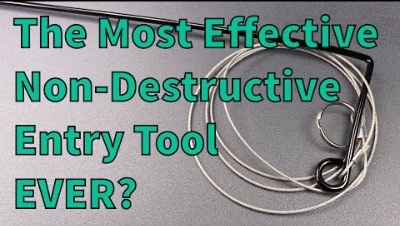 The Most Effective
Non-Destructive
Entry Tool
EVER?